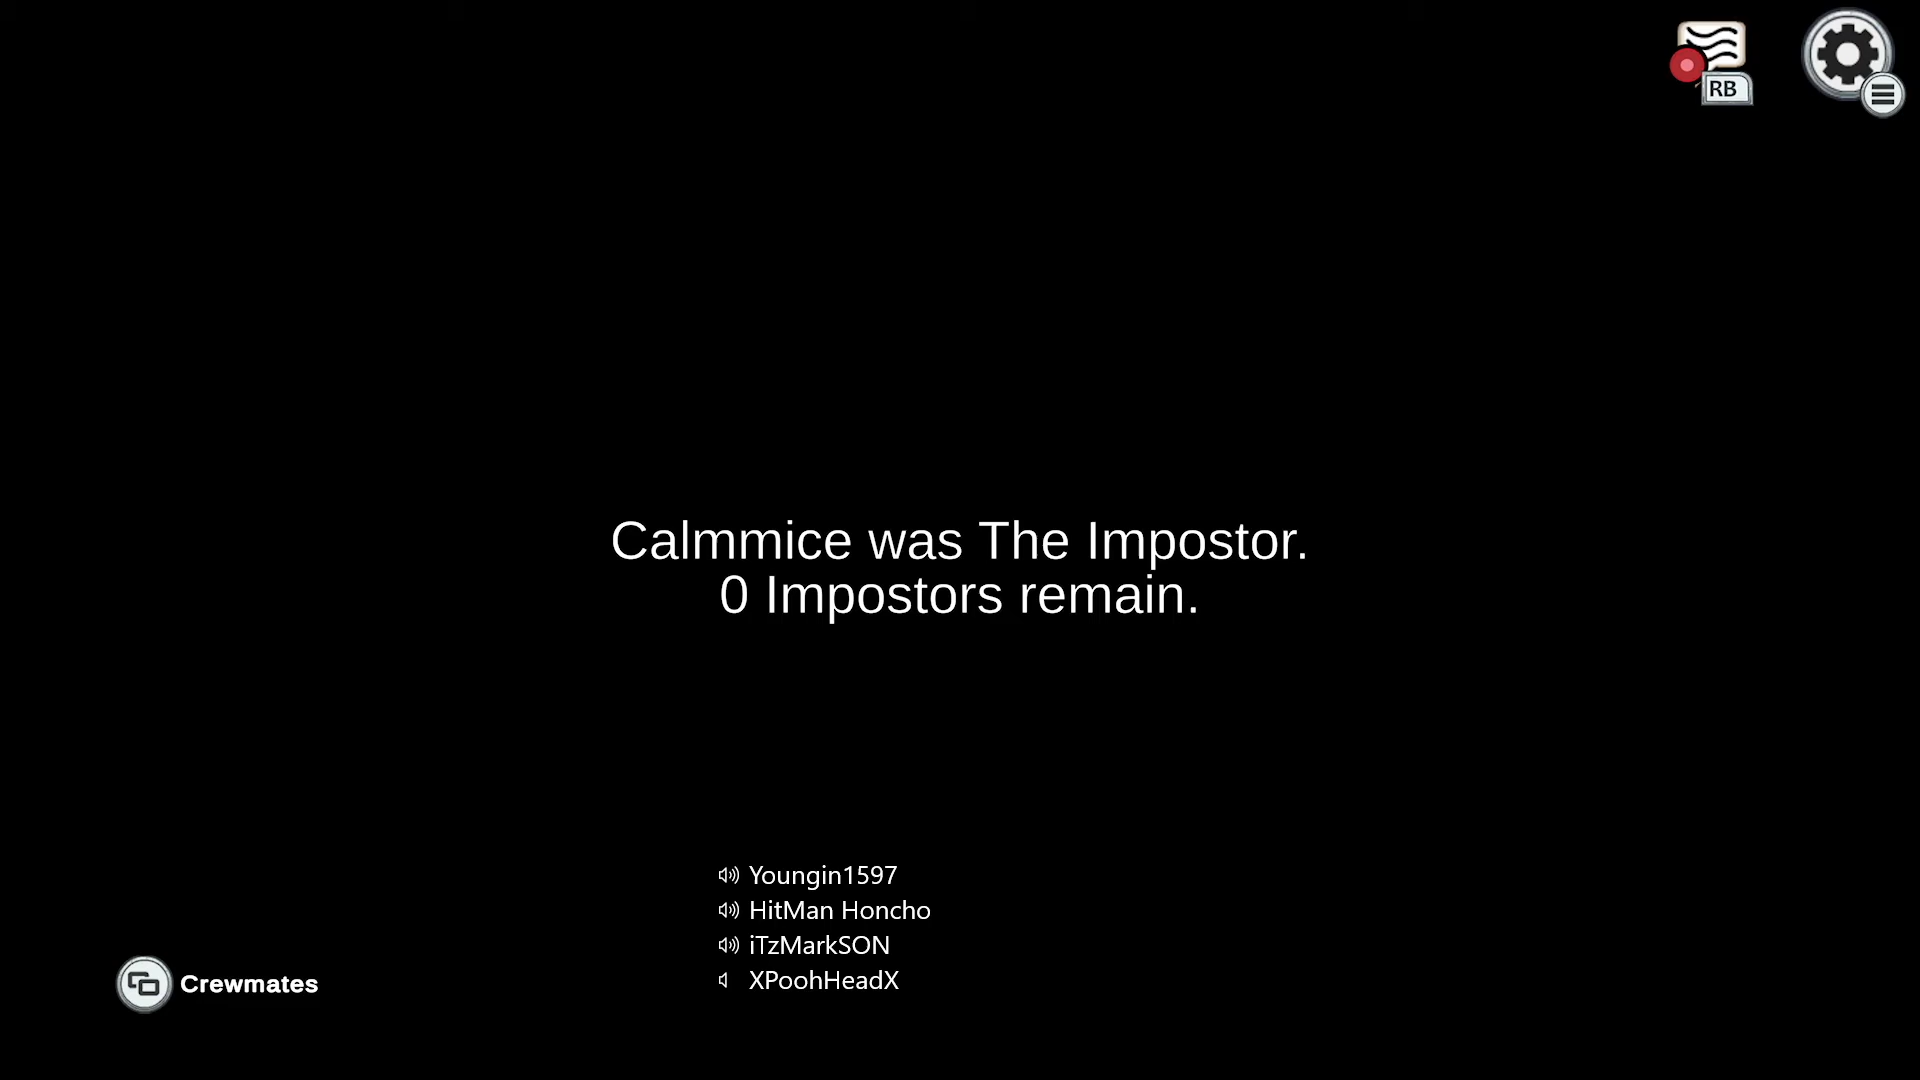 RB
Calmmice was The Impostor.
0 Impostors remain.
Youngin1597
HitMan Honcho
iTzMarkSON
XPoohHeadX
Crewmates